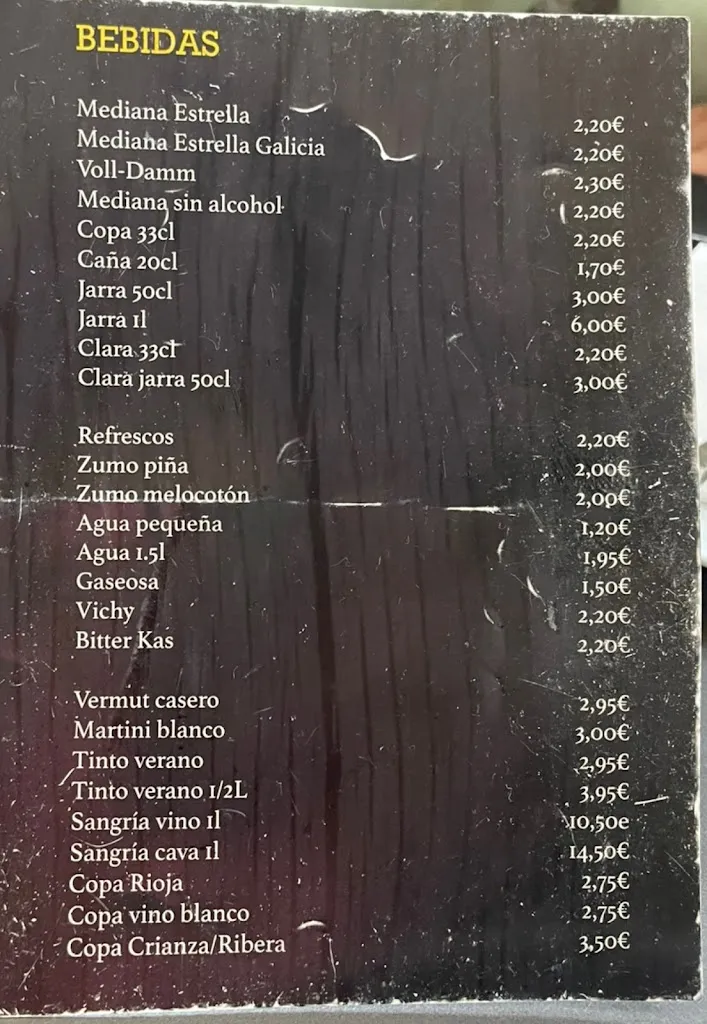 BEBIDAS
Mediana Estrella 2,20€
Mediana Estrella Galicia 2,20€
Voll-Damm 2,30€
Mediana sin alcohol 2,20€
Copa 33cl 2,20€
Caña 20cl 1,70€
Jarra 50cl 3,00€
Jarra 1l 6,00€
Clara 33cl 2,20€
Clara jarra 50cl 3,00€
Refrescos 2,20€
Zumo piña 2,00€
Zumo melocotón 2,00€
Agua pequeña 1,20€
Agua 1.5l 1,95€
Gaseosa 1,50€
Vichy 2,20€
Bitter Kas 2,20€
Vermut casero 2,95€
Martini blanco 3,00€
Tinto verano 2,95€
Tinto verano 1/2L 3,95€
Sangría vino 1l 10,50e
Sangría cava 1l 14,50€
Copa Rioja 2,75€
Copa vino blanco 2,75€
Copa Crianza/Ribera 3,50€